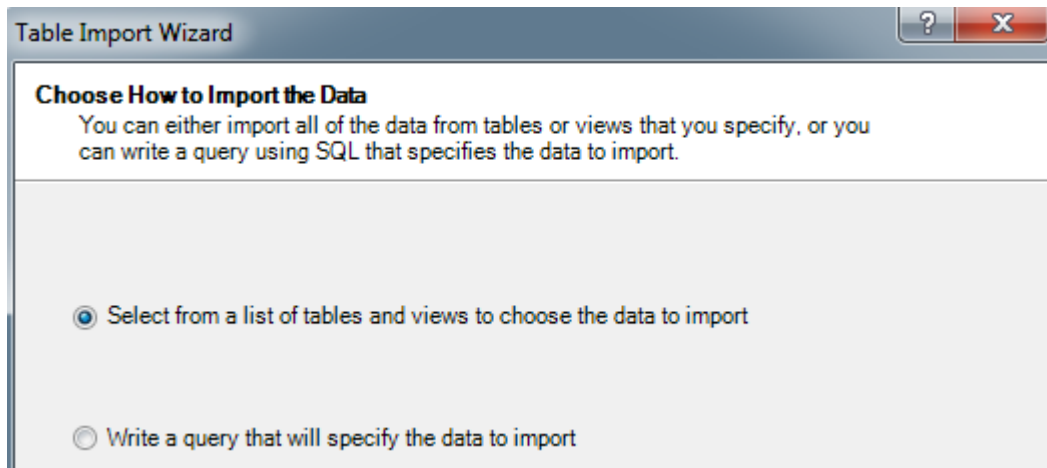 Table Import Wizard
?
X
Choose How to Import the Data
You can either import all of the data from tables or views that you specify, or you
can write a query using SQL that specifies the data to import.
Select from a list of tables and views to choose the data to import
Write a query that will specify the data to import